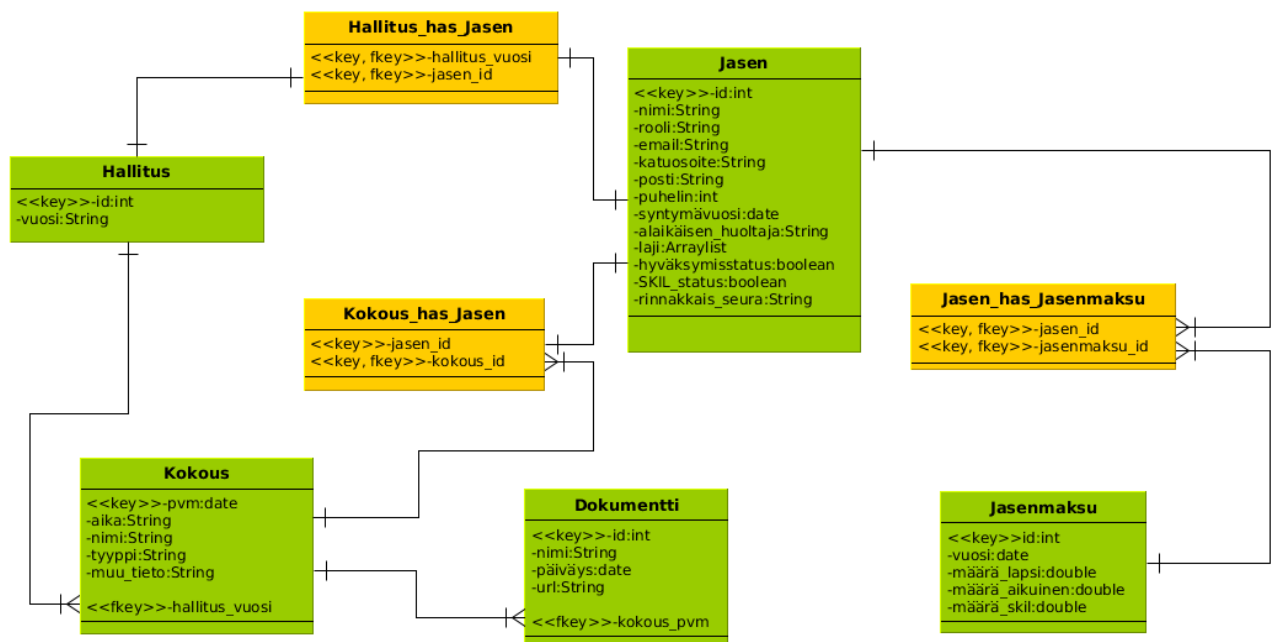 Hallitus_has_Jasen
<<key, fkey>>-hallitus_vuosi
<<key, fkey>>-jasen_id
Jasen
<<key>>-id:int
-nimi:String
-rooli:String
-email:String
-katuosoite:String
-posti:String
-puhelin:int
-syntymävuosi:date
-alaikäisen_huoltaja:String
-laji:Arraylist
-hyväksymisstatus:boolean
-SKIL_status:boolean
-rinnakkais_seura:String
Hallitus
<<key>>-id:int
-vuosi:String
Kokous_has_Jasen
<<key>>-jasen_id
<<key, fkey>>-kokous_id
Jasen_has_Jasenmaksu
<<key, fkey>>-jasen_id
<<key, fkey>>-jasenmaksu_id
Kokous
<<key>>-pvm:date
-aika:String
-nimi:String
-tyyppi:String
-muu_tieto:String
<<fkey>>-hallitus_vuosi
Dokumentti
<<key>>-id:int
-nimi:String
-päiväys:date
-url:String
<<fkey>>-kokous_pvm
Jasenmaksu
<<key>>id:int
-vuosi:date
-määrä_lapsi:double
-määrä_aikuinen:double
-määrä_skil:double